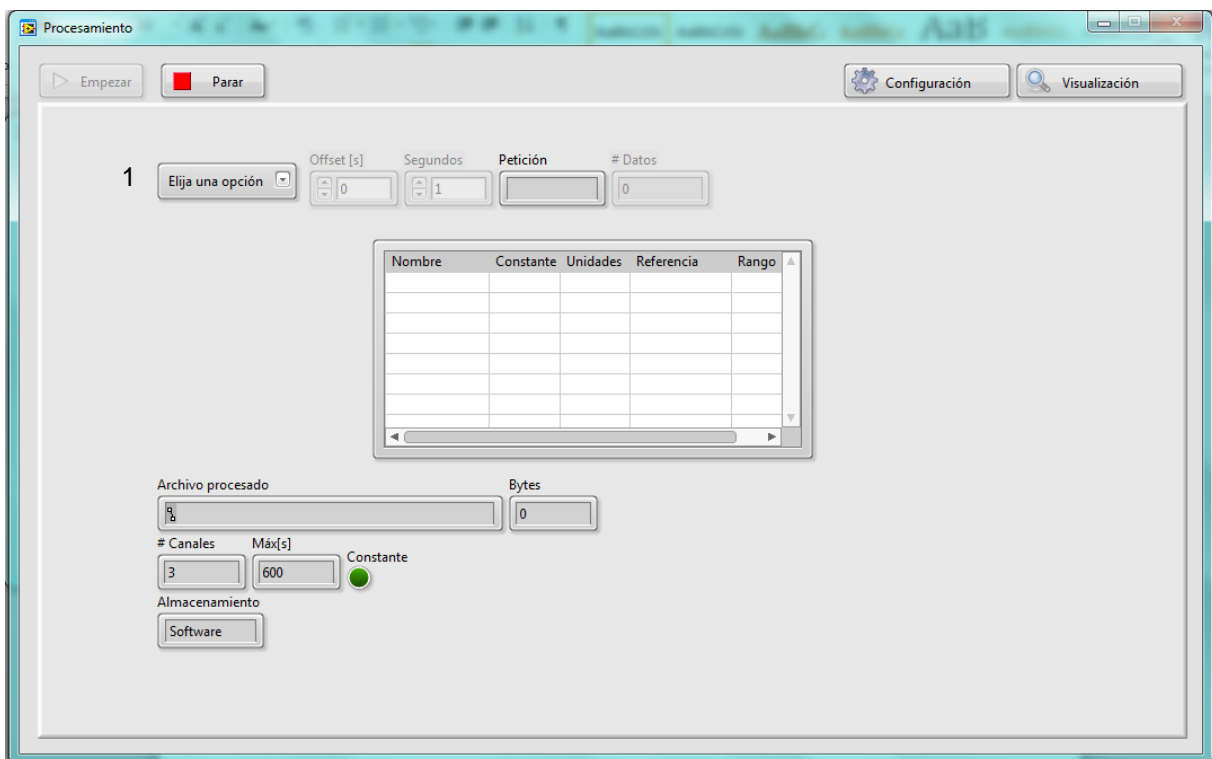 Procesamiento
Empezar Parar Configuración Visualización
Offset [s] Segundos Petición # Datos
1 Elija una opción 0 1 0
Nombre Constante Unidades Referencia Rango
Archivo procesado Bytes
0
# Canales Máx[s] Constante
3 600
Almacenamiento
Software